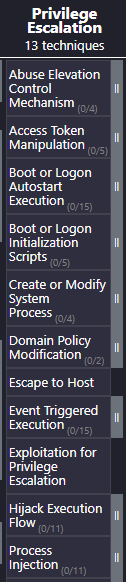 Privilege
Escalation
13 techniques
Abuse Elevation
Control
Mechanism (0/4)
Access Token
Manipulation (0/5)
Boot or Logon
Autostart
Execution (0/15)
Boot or Logon
Initialization
Scripts (0/5)
Create or Modify
System
Process (0/4)
Domain Policy
Modification (0/2)
Escape to Host
Event Triggered
Execution (0/15)
Exploitation for
Privilege
Escalation
Hijack Execution
Flow (0/11)
Process
Injection (0/11)